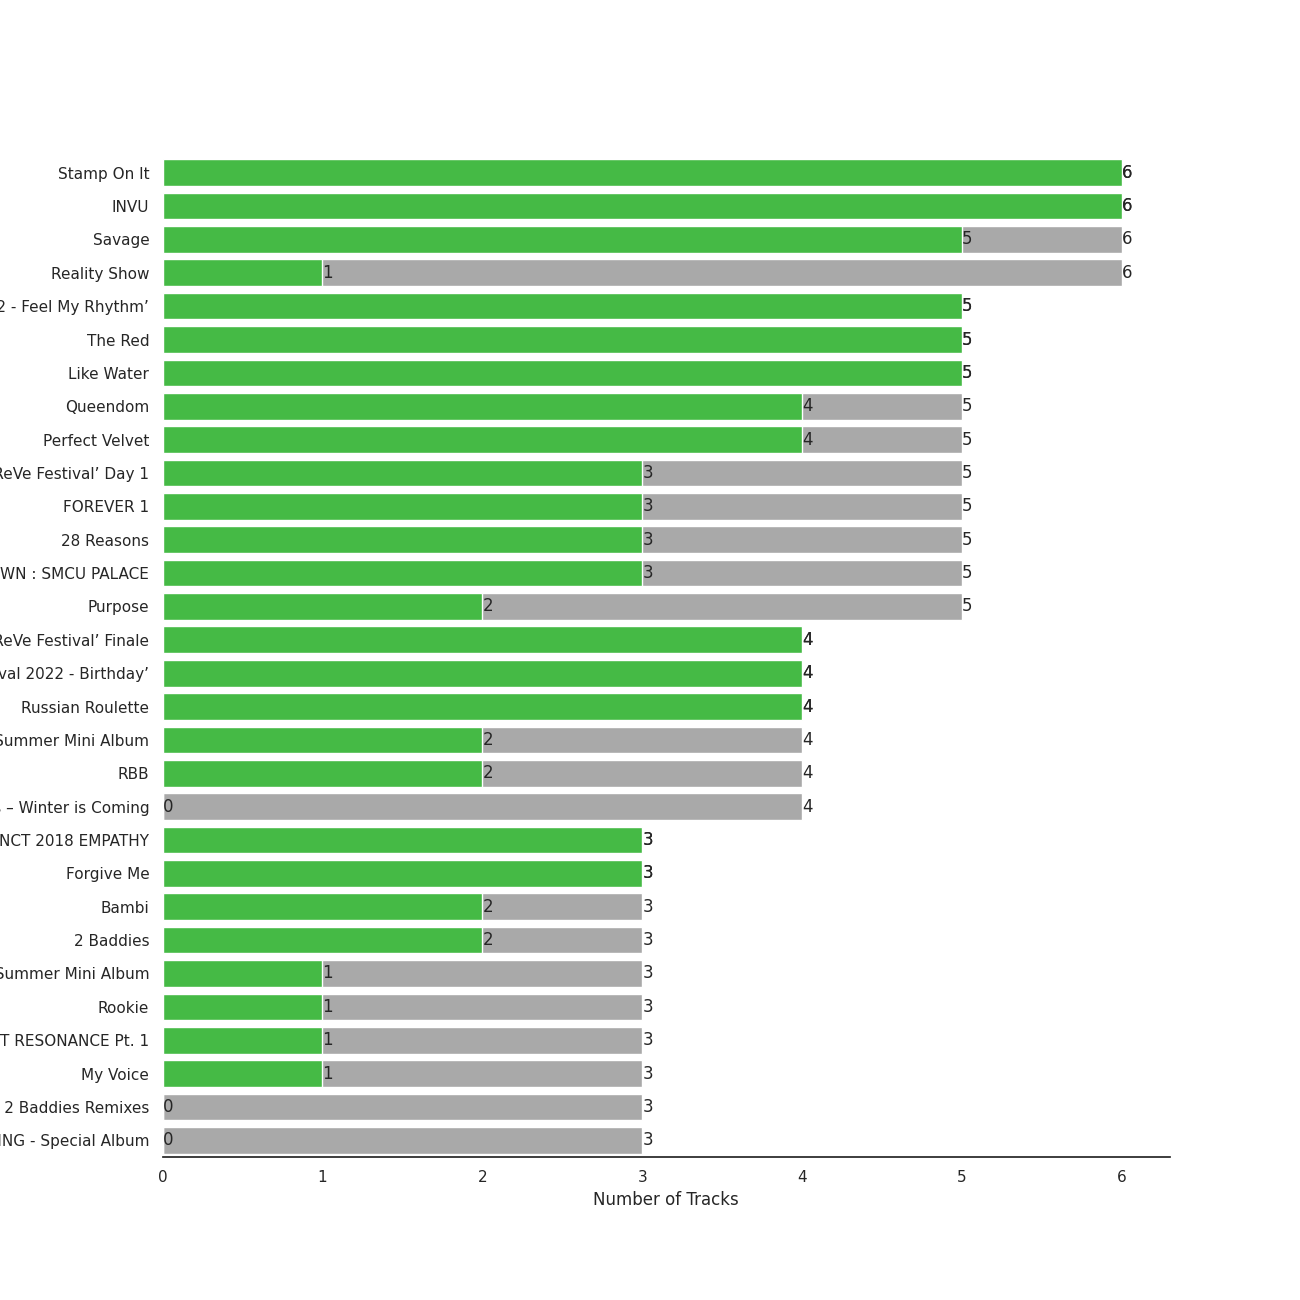 Stamp On It 6
INVU 6
Savage 5 6
Reality Show 1 6
2 - Feel My Rhythm’ 5
The Red 5
Like Water 5
Queendom 4 5
Perfect Velvet 4 5
ReVe Festival’ Day 1 3 5
FOREVER 1 3 5
28 Reasons 3 5
WN : SMCU PALACE 3 5
Purpose 2 5
ReVe Festival’ Finale 4
val 2022 - Birthday’ 4
Russian Roulette 4
Summer Mini Album 2 4
RBB 2 4
– Winter is Coming 0 4
NCT 2018 EMPATHY 3
Forgive Me 3
Bambi 2 3
2 Baddies 2 3
Summer Mini Album 1 3
Rookie 1 3
T RESONANCE Pt. 1 1 3
My Voice 1 3
2 Baddies Remixes 0 3
ING - Special Album 0 3
0 1 2 3 4 5 6
Number of Tracks